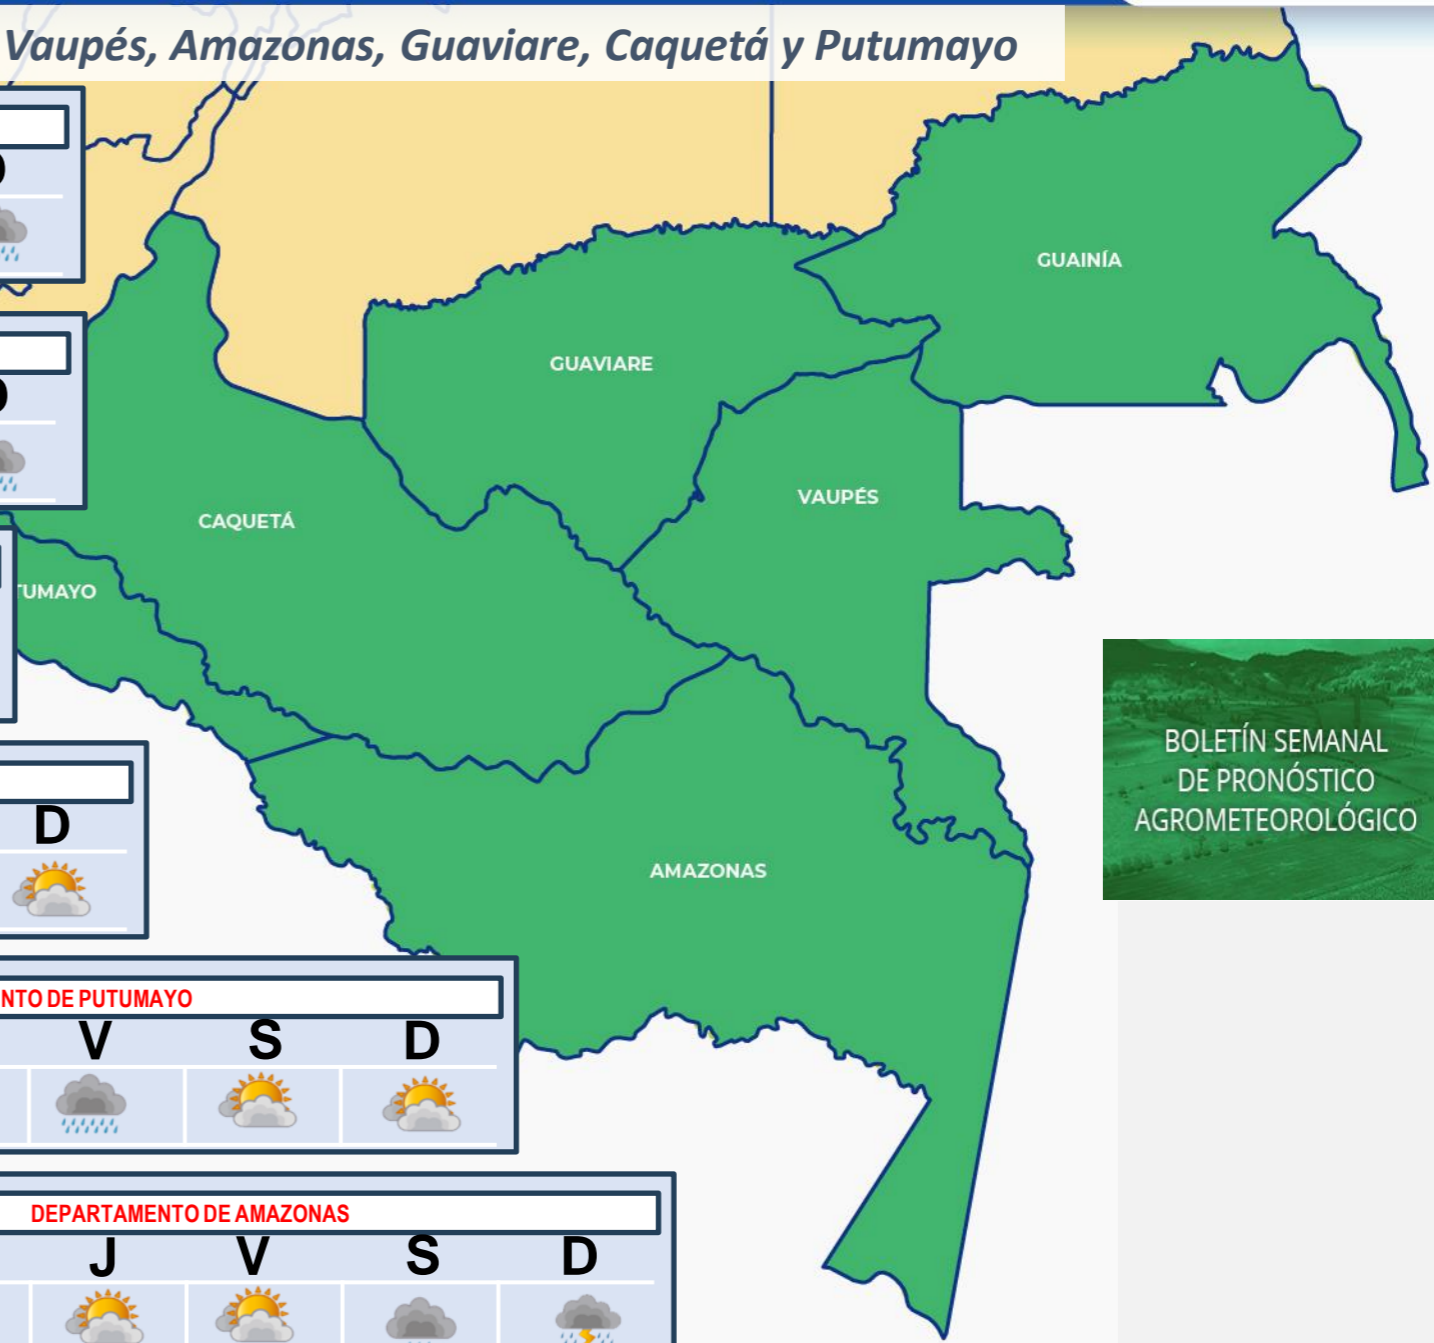 Vaupés, Amazonas, Guaviare, Caquetá y Putumayo
GUAINÍA
GUAVIARE
VAUPÉS
CAQUETÁ
TUMAYO
AMAZONAS
BOLETÍN SEMANAL
DE PRONÓSTICO
AGROMETEOROLÓGICO
D
NTO DE PUTUMAYO
V S D
DEPARTAMENTO DE AMAZONAS
J V S D